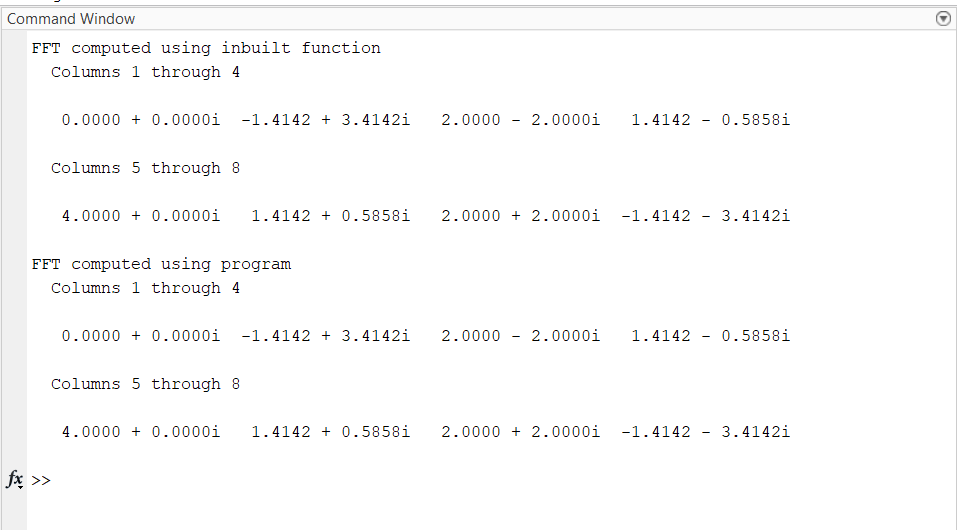 Command Window
FFT computed using inbuilt function
Columns 1 through 4
0.0000 + 0.0000i -1.4142 + 3.4142i 2.0000 - 2.0000i 1.4142 - 0.5858i
Columns 5 through 8
4.0000 + 0.0000i 1.4142 + 0.5858i 2.0000 + 2.0000i -1.4142 - 3.4142i
FFT computed using program
Columns 1 through 4
0.0000 + 0.0000i -1.4142 + 3.4142i 2.0000 - 2.0000i 1.4142 - 0.5858i
Columns 5 through 8
4.0000 + 0.0000i 1.4142 + 0.5858i 2.0000 + 2.0000i -1.4142 - 3.4142i
fx >>